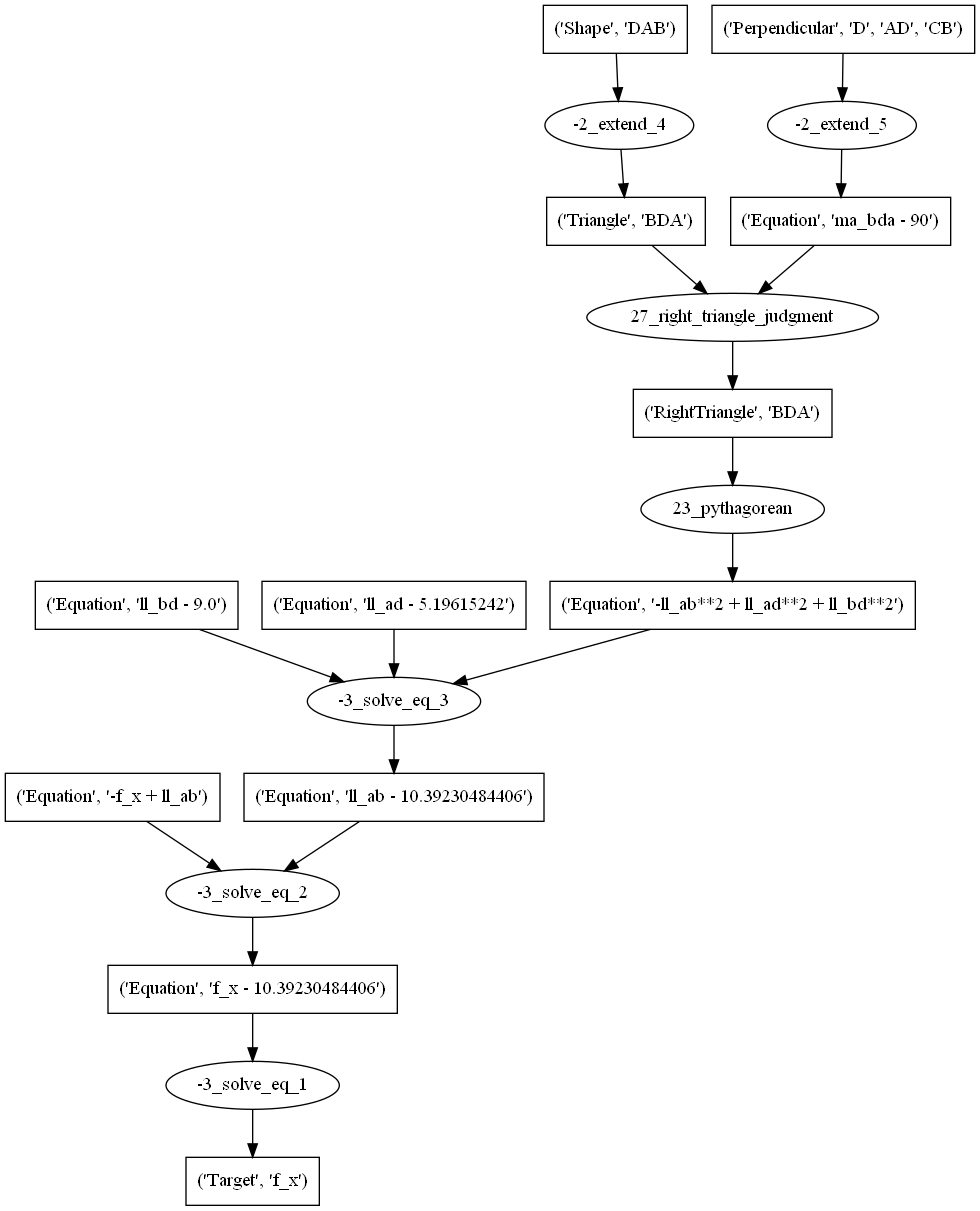 ('Shape', 'DAB')
('Perpendicular', 'D', 'AD', 'CB')
-2_extend_4
-2_extend_5
('Triangle', 'BDA')
('Equation', 'ma_bda - 90')
27_right_triangle_judgment
('RightTriangle', 'BDA')
23_pythagorean
('Equation', 'll_bd - 9.0')
('Equation', 'll_ad - 5.19615242')
('Equation', '-ll_ab**2 + ll_ad**2 + ll_bd**2')
-3_solve_eq_3
('Equation', '-f_x + ll_ab')
('Equation', 'll_ab - 10.39230484406')
-3_solve_eq_2
('Equation', 'f_x - 10.39230484406')
-3_solve_eq_1
('Target', 'f_x')